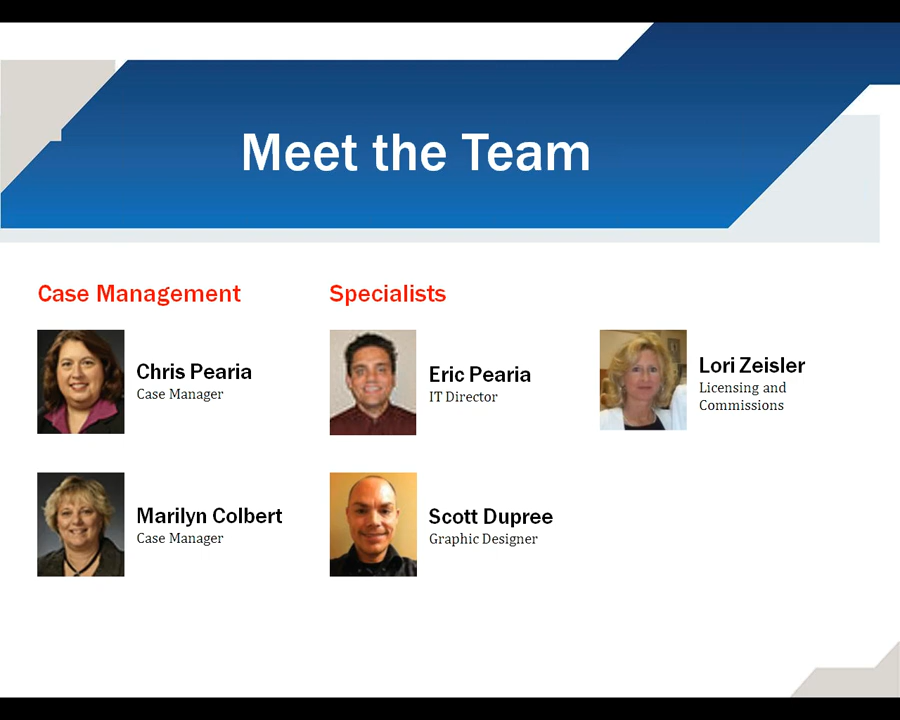 Meet the Team
Case Management
Chris Pearia
Case Manager
Marilyn Colbert
Case Manager
Specialists
Eric Pearia
IT Director
Scott Dupree
Graphic Designer
Lori Zeisler
Licensing and
Commissions